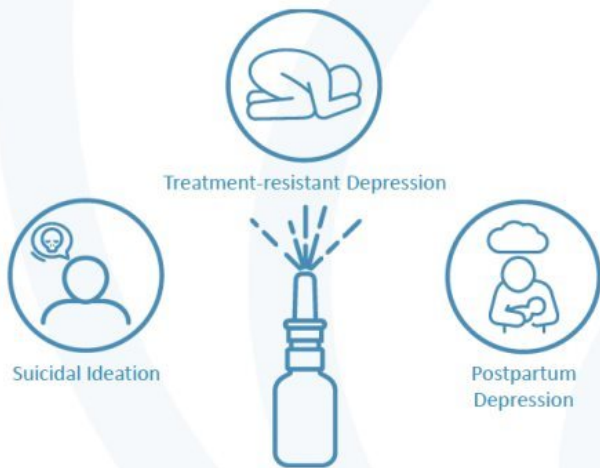 Treatment-resistant Depression
Suicidal Ideation
Postpartum
Depression